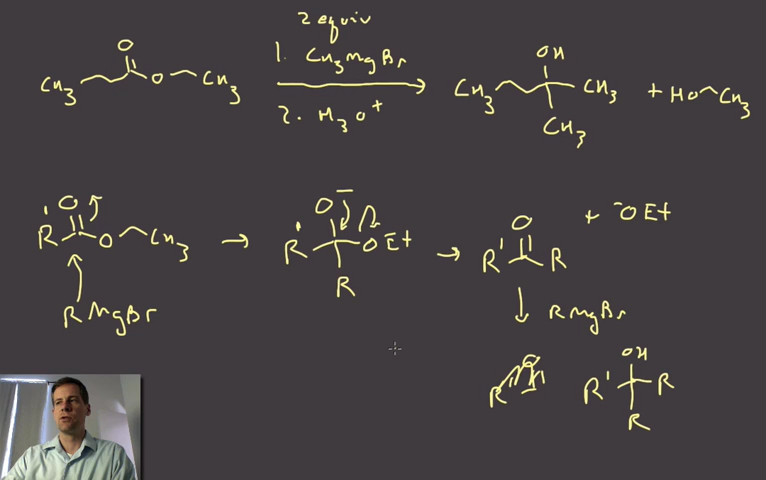 2 equiv
1. CH3MgBr
2. H3O+
O
CH3 O CH3
OH
CH3 CH3
CH3
+ HO CH3
O
R' O CH3
RMgBr
O−
R' OEt
R
O
R' R
+ −OEt
RMgBr
R
OH
R' R
R